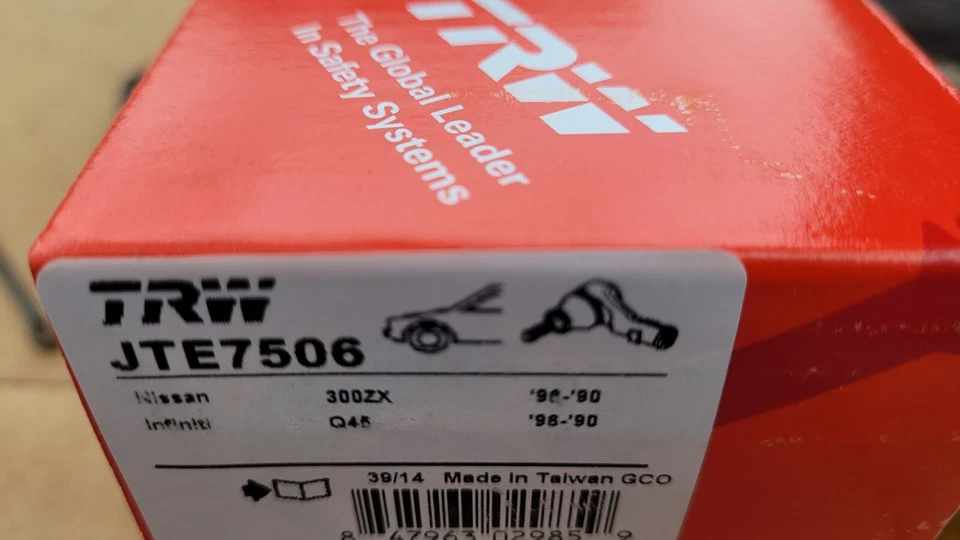 TRW
The Global Leader
In Safety Systems
TRW
JTE7506
Nissan 300ZX '96-'90
Infiniti Q45 '96-'90
39/14 Made In Taiwan GCO
8 47963 02985 9